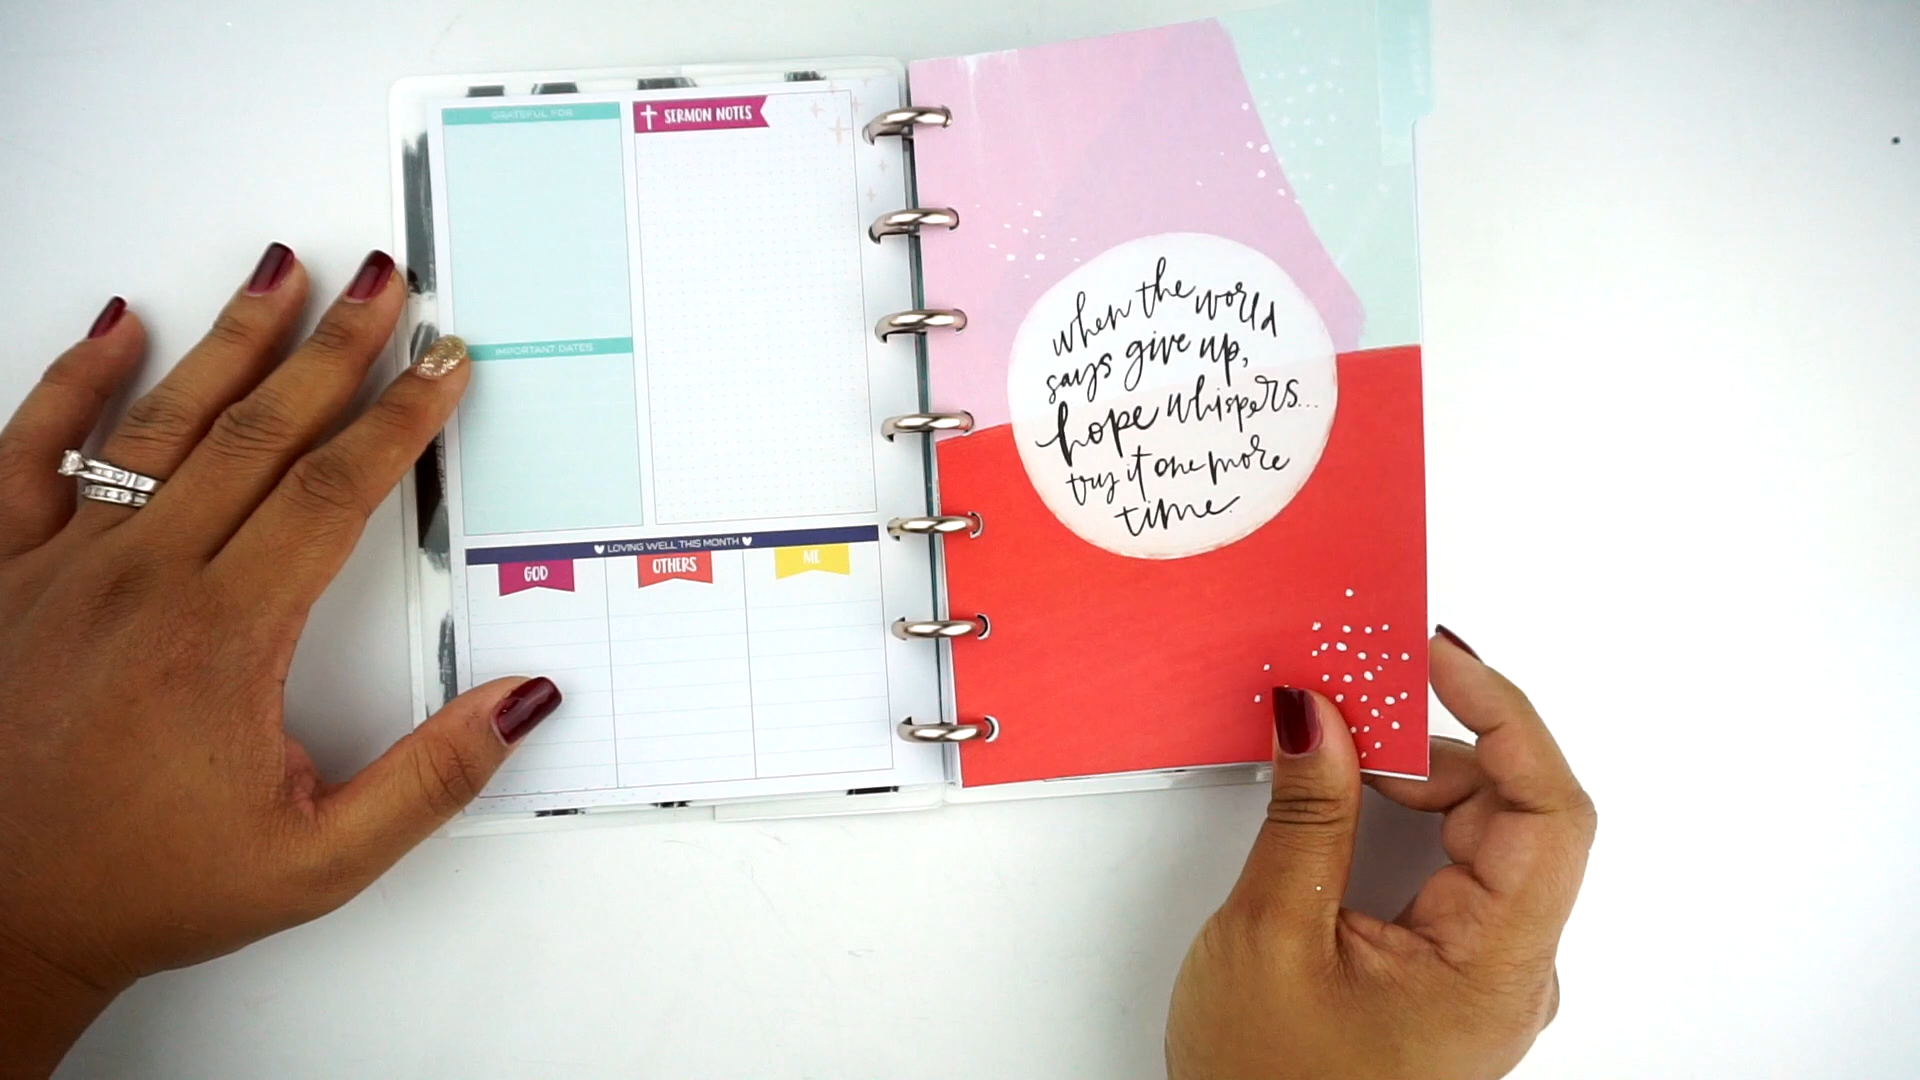 GRATEFUL FOR
SERMON NOTES
IMPORTANT DATES
LOVING WELL THIS MONTH
GOD
OTHERS
ME
when the world
says give up,
hope whispers...
try it one more
time.